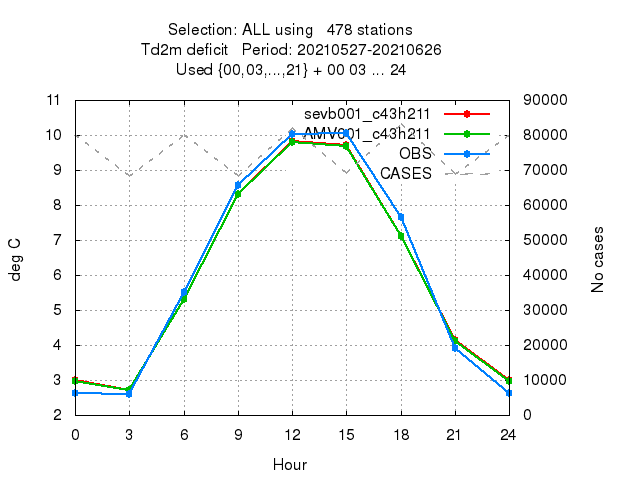 Selection: ALL using   478 stations
Td2m deficit   Period: 20210527-20210626
Used {00,03,...,21} + 00 03 ... 24
sevb001_c43h211
AMV001_c43h211
OBS
CASES
11
10
9
8
7
6
5
4
3
2
deg C
90000
80000
70000
60000
50000
40000
30000
20000
10000
0
No cases
0 3 6 9 12 15 18 21 24
Hour